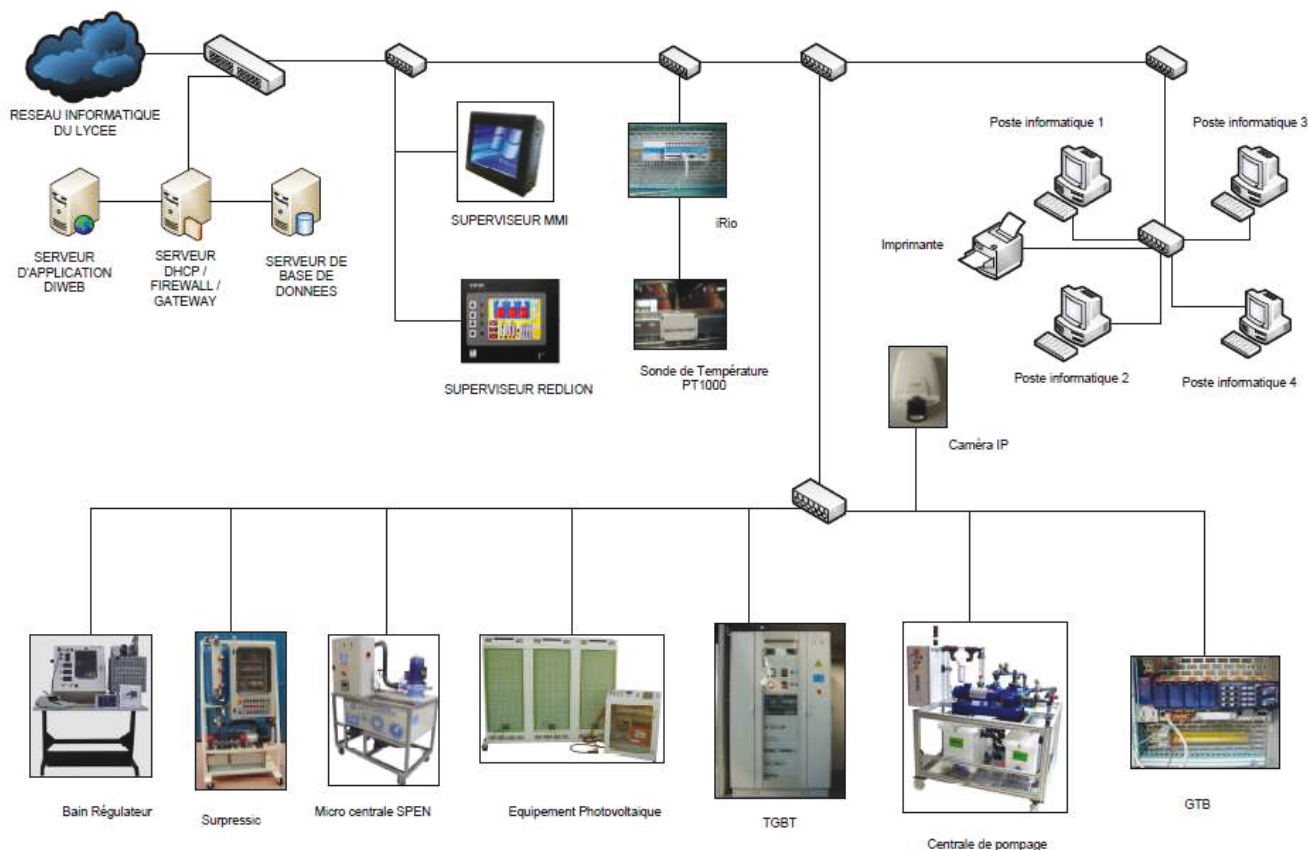 RESEAU INFORMATIQUE
DU LYCEE
SERVEUR
D'APPLICATION
DIWEB
SERVEUR
DHCP /
FIREWALL /
GATEWAY
SERVEUR DE
BASE DE
DONNEES
SUPERVISEUR MMI
SUPERVISEUR REDLION
iRio
Sonde de Température
PT1000
Poste informatique 1
Poste informatique 3
Imprimante
Poste informatique 2
Poste informatique 4
Caméra IP
Bain Régulateur
Surpressic
Micro centrale SPEN
Equipement Photovoltaique
TGBT
Centrale de pompage
GTB